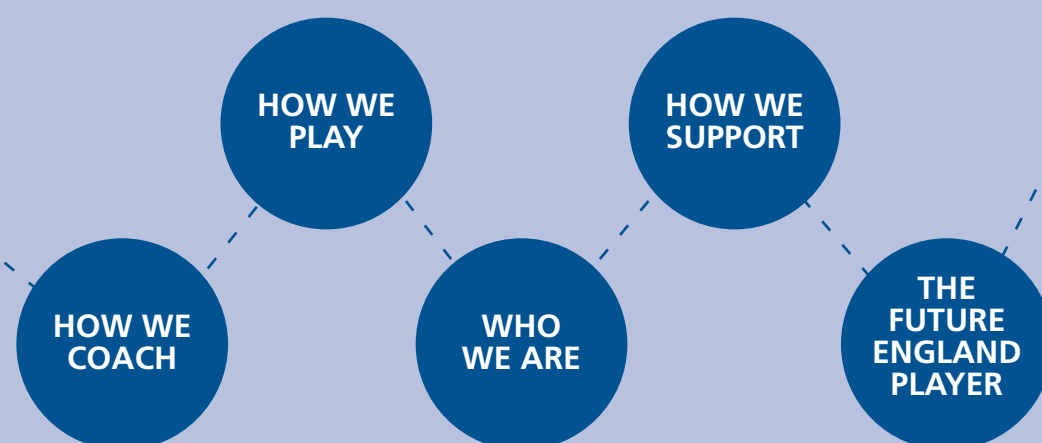 HOW WE
PLAY
HOW WE
SUPPORT
HOW WE
COACH
WHO
WE ARE
THE
FUTURE
ENGLAND
PLAYER